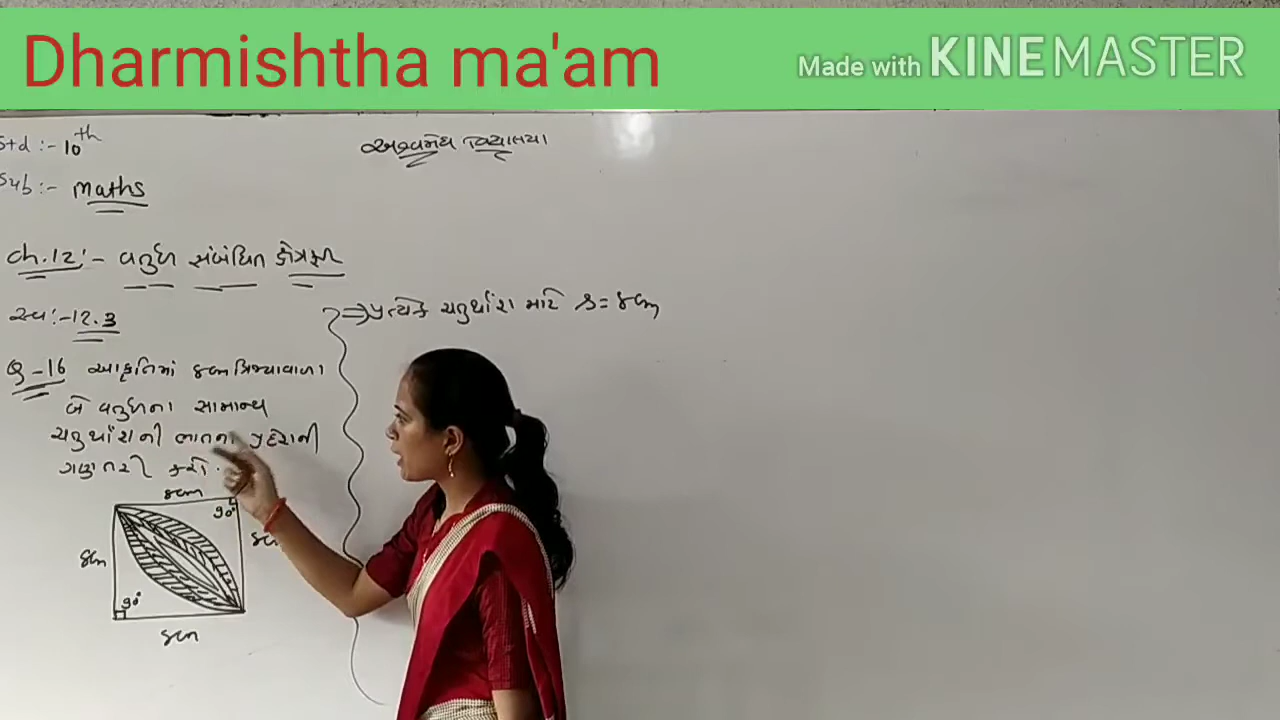 Dharmishtha ma'am
Made with KINEMASTER
Std :- 10th
અશ્વમેધ વિદ્યાલય
Sub :- Maths
Ch.12 :- વર્તુળ સંબંધિત ક્ષેત્રફળ
સ્વા :- 12.3
⇒ પ્રત્યેક ચતુર્થાંશ માટે r = 8cm
Q-16 આકૃતિમાં 8cm ત્રિજ્યાવાળા
બે વર્તુળના સામાન્ય
ચતુર્થાંશની ભાતના પ્રદેશની
ગણતરી કરો.
8cm
90°
8cm
8cm
90°
8cm